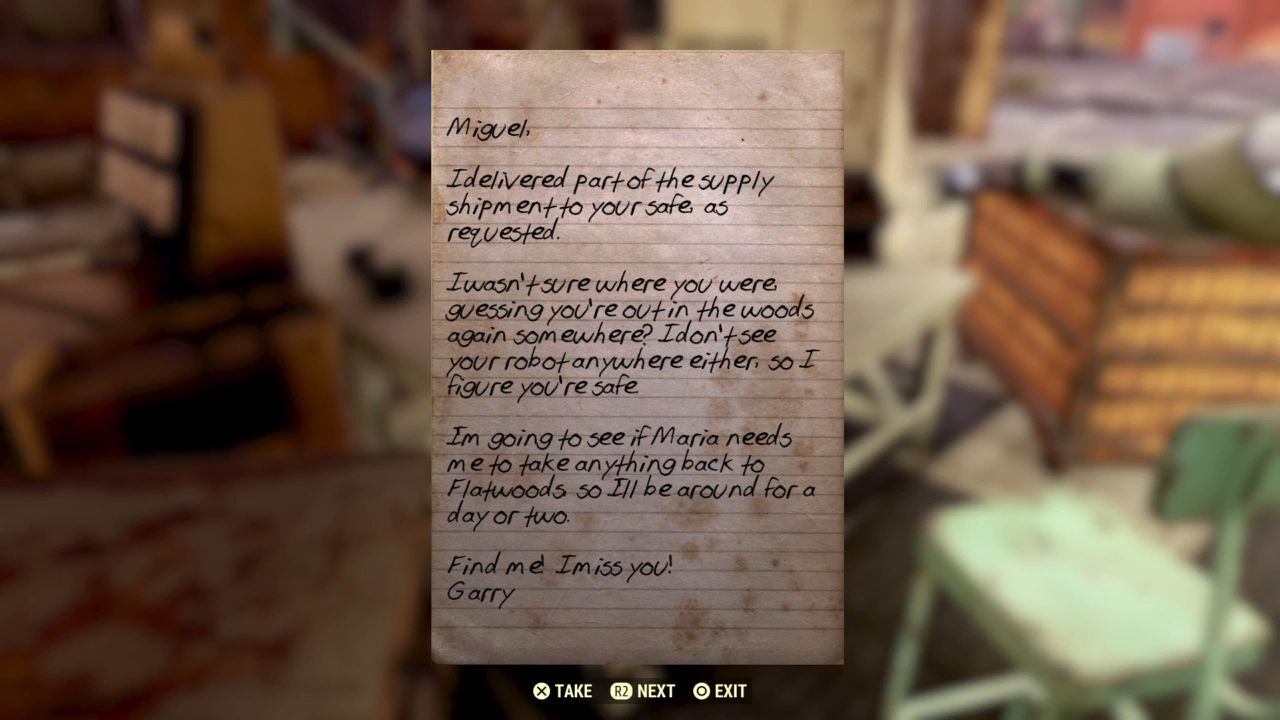 Miguel,
I delivered part of the supply
shipment to your safe, as
requested.
I wasn't sure where you were,
guessing you're out in the woods
again somewhere? I don't see
your robot anywhere either, so I
figure you're safe.
Im going to see if Maria needs
me to take anything back to
Flatwoods, so I'll be around for a
day or two.
Find me! I miss you!
Garry
TAKE R2 NEXT EXIT